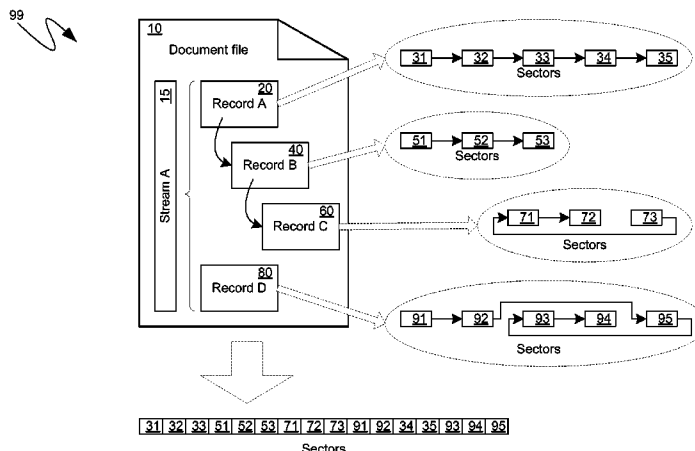 99
10
Document file
15
Stream A
20
Record A
40
Record B
60
Record C
80
Record D
31 32 33 34 35
Sectors
51 52 53
Sectors
71 72 73
Sectors
91 92 93 94 95
Sectors
31 32 33 51 52 53 71 72 73 91 92 34 35 93 94 95
Sectors